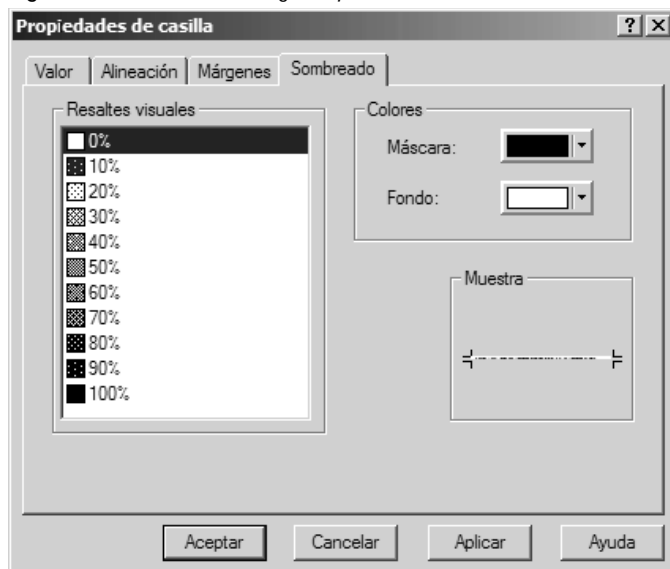 Propiedades de casilla
Valor Alineación Márgenes Sombreado
Resaltes visuales
0%
10%
20%
30%
40%
50%
60%
70%
80%
90%
100%
Colores
Máscara:
Fondo:
Muestra
Aceptar Cancelar Aplicar Ayuda